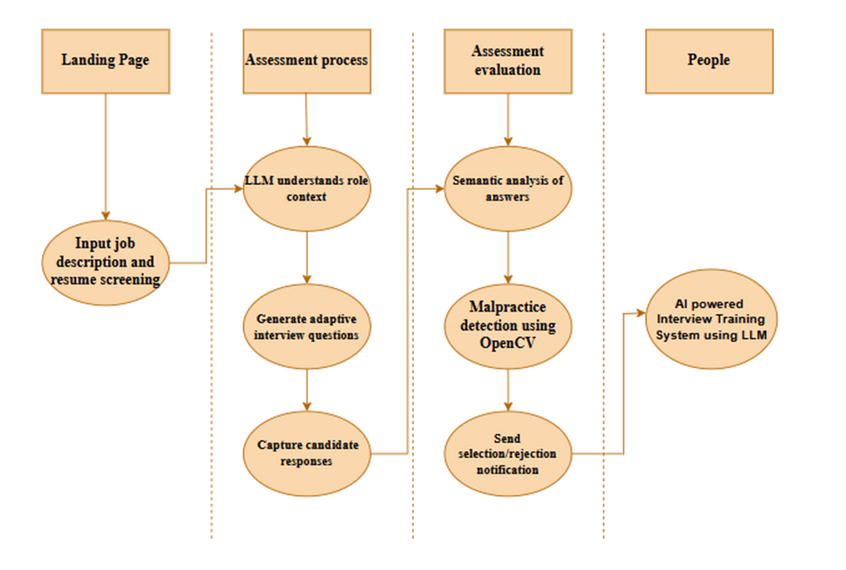 Landing Page
Assessment process
Assessment
evaluation
People
LLM understands role
context
Semantic analysis of
answers
Input job
description and
resume screening
Generate adaptive
interview questions
Malpractice
detection using
OpenCV
AI powered
Interview Training
System using LLM
Capture candidate
responses
Send
selection/rejection
notification